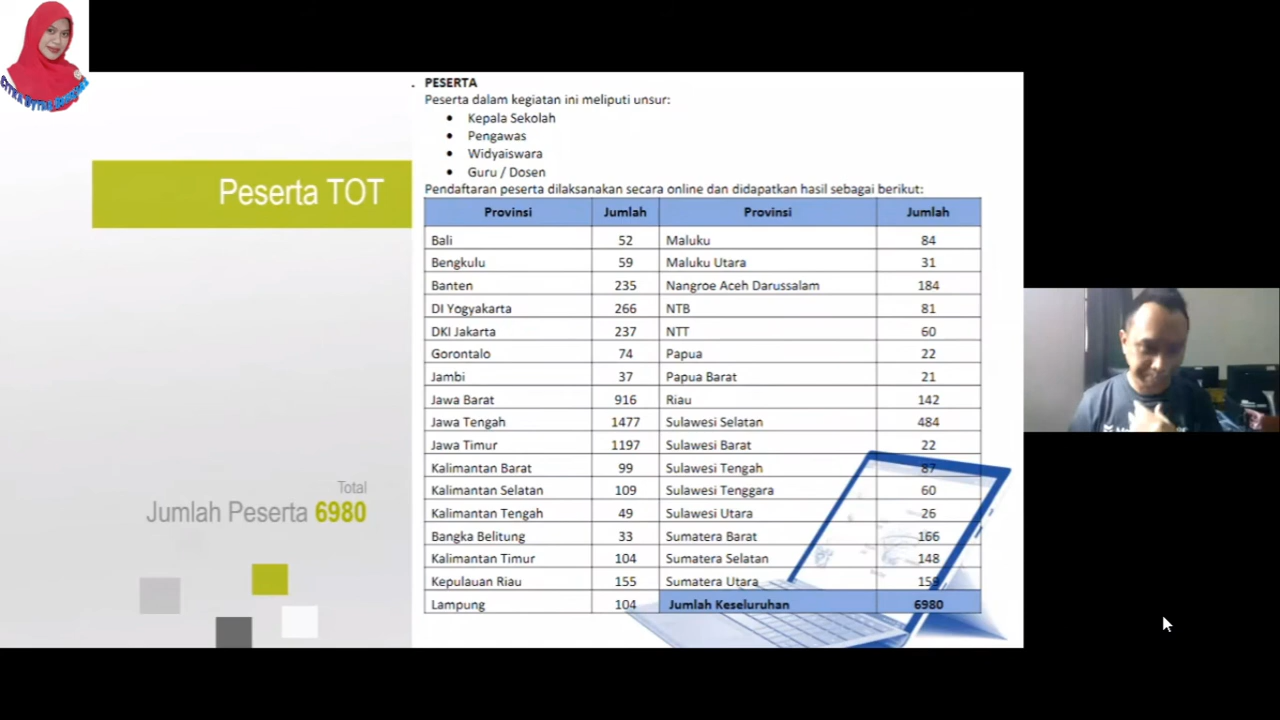 . PESERTA
Peserta dalam kegiatan ini meliputi unsur:
• Kepala Sekolah
• Pengawas
• Widyaiswara
• Guru / Dosen
Pendaftaran peserta dilaksanakan secara online dan didapatkan hasil sebagai berikut:
Peserta TOT
Provinsi Jumlah Provinsi Jumlah
Bali 52 Maluku 84
Bengkulu 59 Maluku Utara 31
Banten 235 Nangroe Aceh Darussalam 184
DI Yogyakarta 266 NTB 81
DKI Jakarta 237 NTT 60
Gorontalo 74 Papua 22
Jambi 37 Papua Barat 21
Jawa Barat 916 Riau 142
Jawa Tengah 1477 Sulawesi Selatan 484
Jawa Timur 1197 Sulawesi Barat 22
Kalimantan Barat 99 Sulawesi Tengah 87
Kalimantan Selatan 109 Sulawesi Tenggara 60
Kalimantan Tengah 49 Sulawesi Utara 26
Bangka Belitung 33 Sumatera Barat 166
Kalimantan Timur 104 Sumatera Selatan 148
Kepulauan Riau 155 Sumatera Utara 159
Lampung 104 Jumlah Keseluruhan 6980
Total
Jumlah Peserta 6980